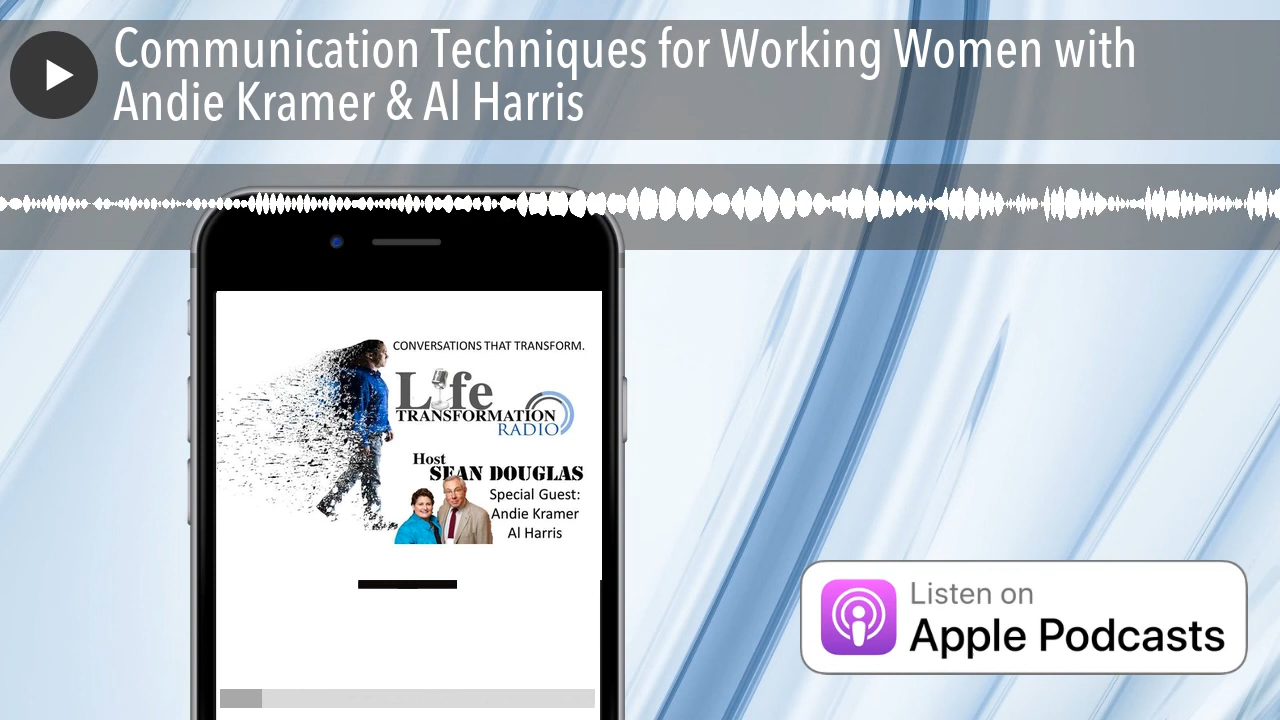 Communication Techniques for Working Women with
Andie Kramer & Al Harris
CONVERSATIONS THAT TRANSFORM.
Life
TRANSFORMATION
RADIO
Host
SEAN DOUGLAS
Special Guest:
Andie Kramer
Al Harris
Listen on
Apple Podcasts